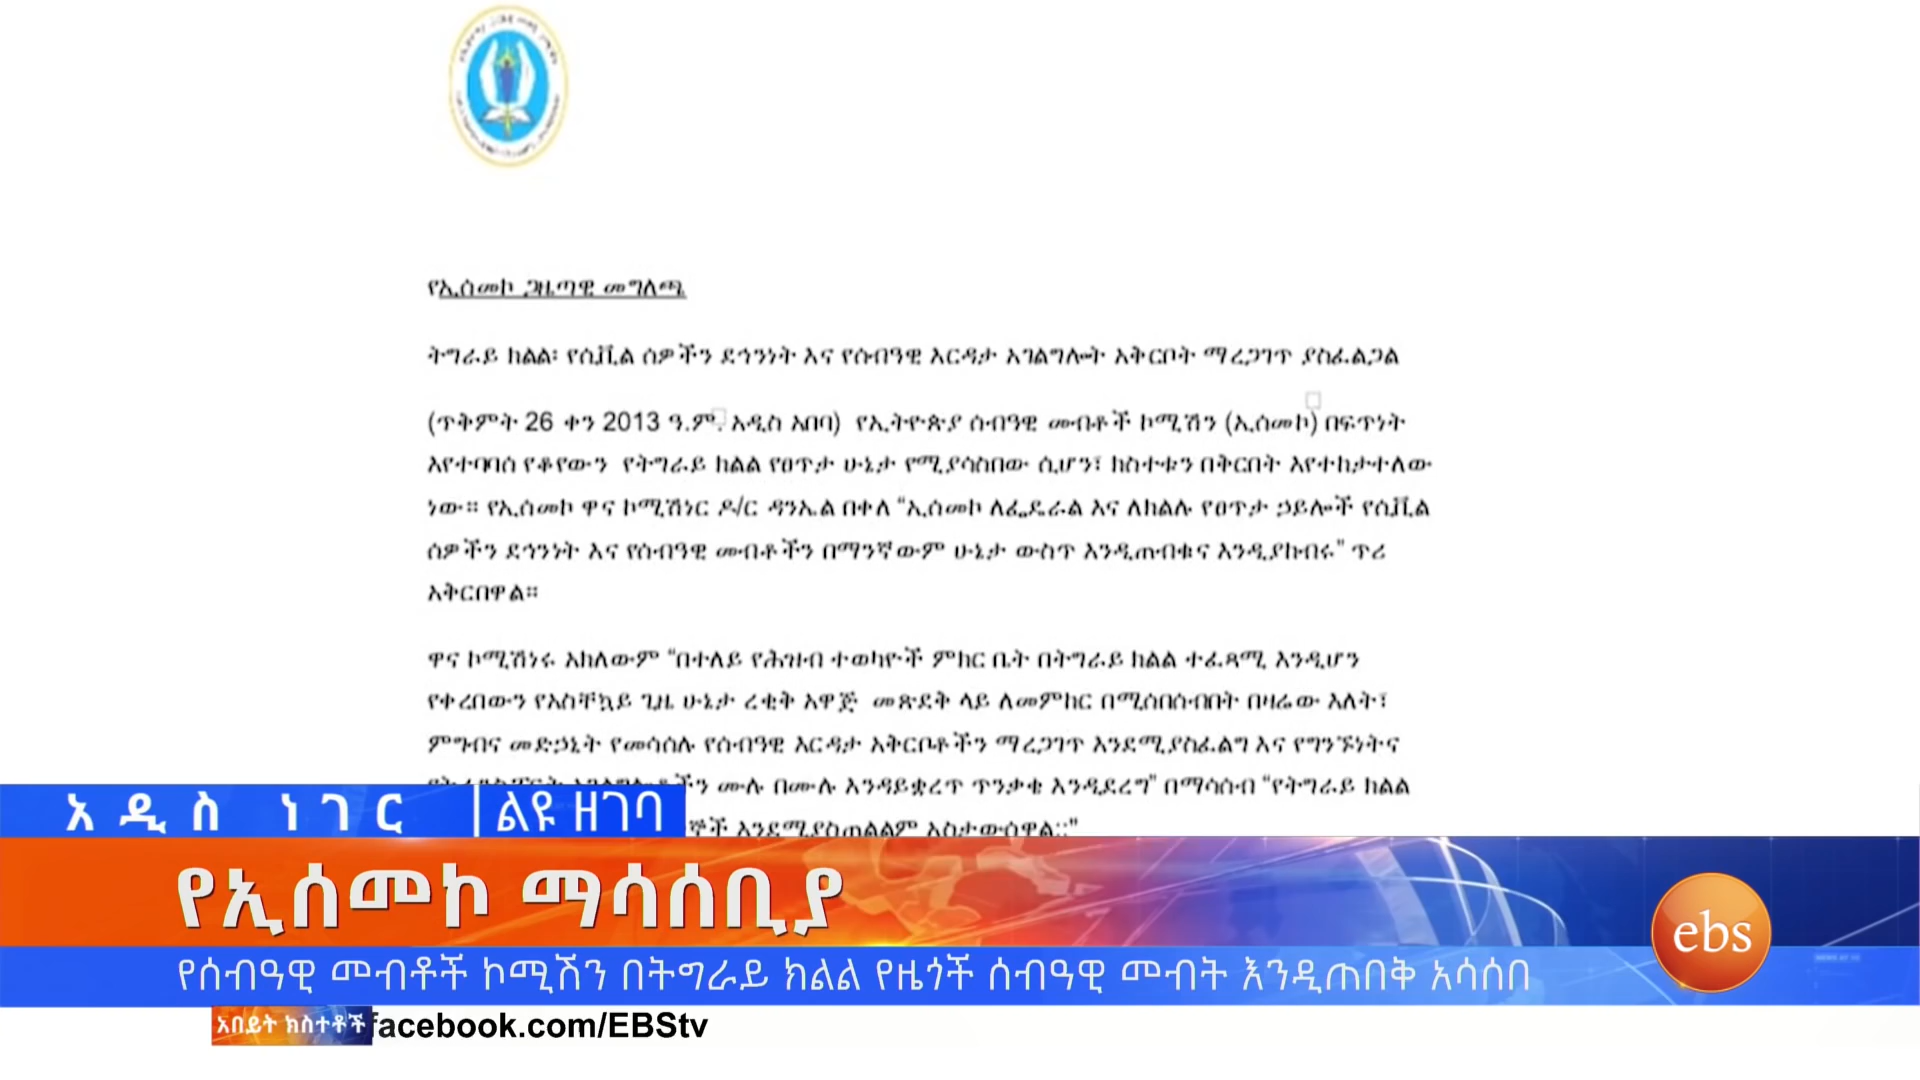 የኢሰመኮ ጋዜጣዊ መግለጫ
ትግራይ ክልል፡ የሲቪል ሰዎችን ደኅንነት እና የሰብዓዊ እርዳታ አገልግሎት አቅርቦት ማረጋገጥ ያስፈልጋል
(ጥቅምት 26 ቀን 2013 ዓ.ም. አዲስ አበባ) የኢትዮጵያ ሰብዓዊ መብቶች ኮሚሽን (ኢሰመኮ) በፍጥነት
እየተባባሰ የቆየውን የትግራይ ክልል የፀጥታ ሁኔታ የሚያሳስበው ሲሆን፣ ክስተቱን በቅርበት እየተከታተለው
ነው። የኢሰመኮ ዋና ኮሚሽነር ዶ/ር ዳንኤል በቀለ “ኢሰመኮ ለፌዴራል እና ለክልሉ የፀጥታ ኃይሎች የሲቪል
ሰዎችን ደኅንነት እና የሰብዓዊ መብቶችን በማንኛውም ሁኔታ ውስጥ እንዲጠብቁና እንዲያከብሩ” ጥሪ
አቅርበዋል።
ዋና ኮሚሽነሩ አክለውም “በተለይ የሕዝብ ተወካዮች ምክር ቤት በትግራይ ክልል ተፈጻሚ እንዲሆን
የቀረበውን የአስቸኳይ ጊዜ ሁኔታ ረቂቅ አዋጅ መጽደቅ ላይ ለመምከር በሚሰበሰብበት በዛሬው እለት፣
ምግብና መድኃኒት የመሳሰሉ የሰብዓዊ እርዳታ አቅርቦቶችን ማረጋገጥ እንደሚያስፈልግ እና የግንኙነትና
ሙሉ በሙሉ እንዳይቋረጥ ጥንቃቄ እንዲደረግ” በማሳሰብ “የትግራይ ክልል
እንደሚያስጠልልም አስታውሰዋል::”
አዲስ ነገር |ልዩ ዘገባ
የኢሰመኮ ማሳሰቢያ
ebs
የሰብዓዊ መብቶች ኮሚሽን በትግራይ ክልል የዜጎች ሰብዓዊ መብት እንዲጠበቅ አሳሰበ
አበይት ክስተቶች facebook.com/EBStv